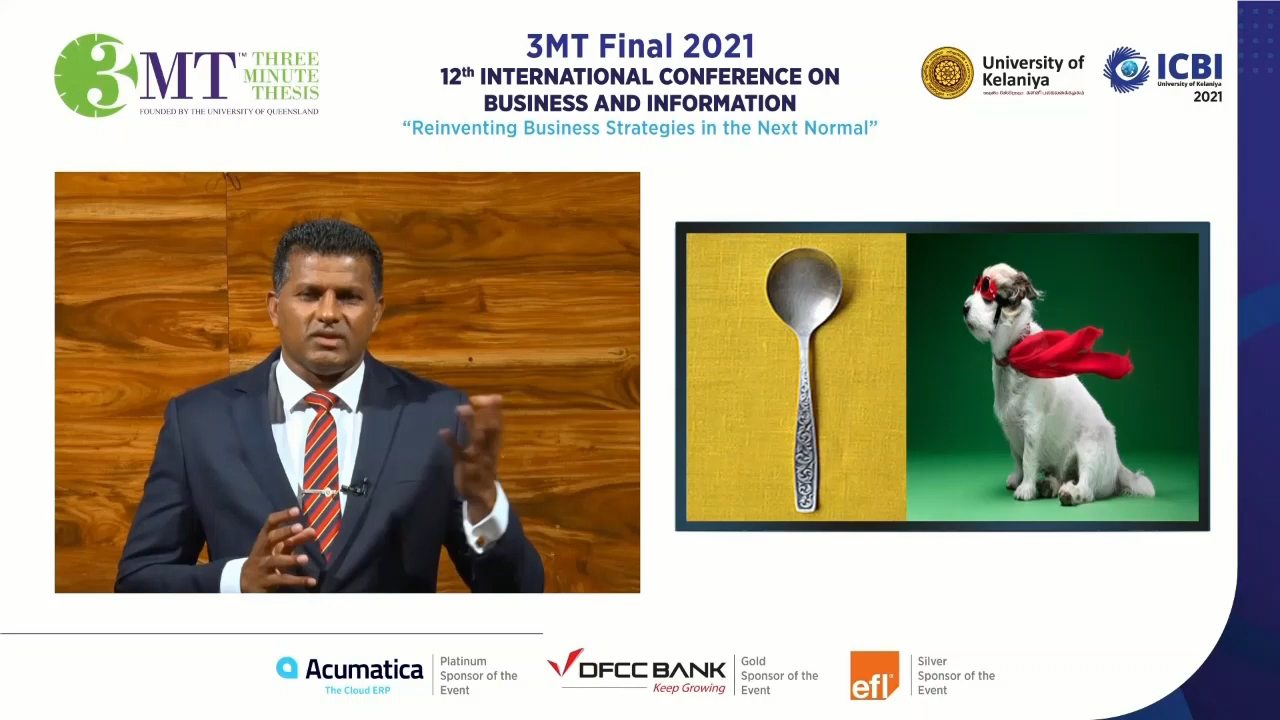 3MT™ THREE
MINUTE
THESIS
FOUNDED BY THE UNIVERSITY OF QUEENSLAND
3MT Final 2021
12th INTERNATIONAL CONFERENCE ON
BUSINESS AND INFORMATION
“Reinventing Business Strategies in the Next Normal”
University of
Kelaniya
ICBI
University of Kelaniya
2021
Acumatica
The Cloud ERP
Platinum
Sponsor of the
Event
DFCC BANK
Keep Growing
Gold
Sponsor of the
Event
efl
Silver
Sponsor of the
Event